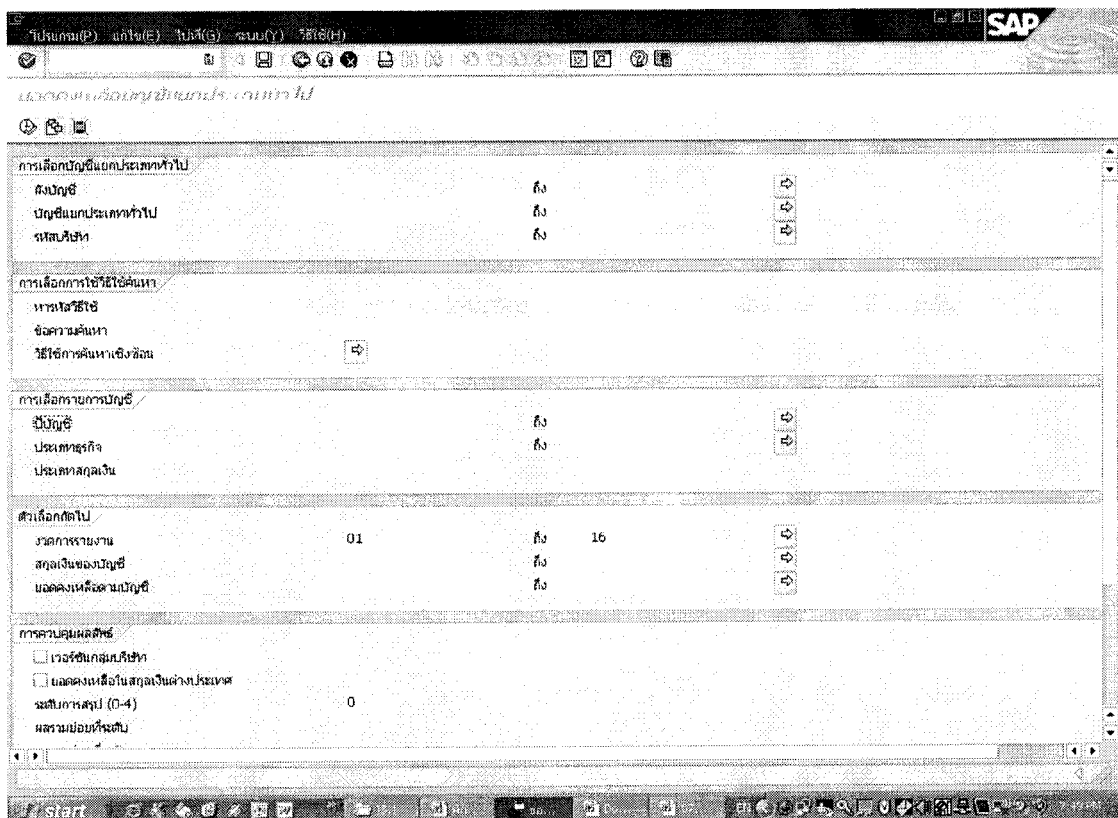 โปรแกรม(P) แก้ไข(E) ไปที่(G) ระบบ(Y) วิธีใช้(H)
SAP
การเลือกบัญชีแยกประเภททั่วไป
ผังบัญชี ถึง
บัญชีแยกประเภททั่วไป ถึง
รหัสบริษัท ถึง
การเลือกการใช้วิธีใช้ค้นหา
หารหัสวิธีใช้
ข้อความค้นหา
วิธีใช้การค้นหาเชิงซ้อน
การเลือกรายการบัญชี
ปีบัญชี ถึง
ประเภทธุรกิจ ถึง
ประเภทสกุลเงิน
ตัวเลือกถัดไป
งวดการรายงาน 01 ถึง 16
สกุลเงินของบัญชี ถึง
ยอดคงเหลือตามบัญชี ถึง
การควบคุมผลลัพธ์
เวอร์ชันกลุ่มบริษัท
ยอดคงเหลือในสกุลเงินต่างประเทศ
ระดับการสรุป (0-4) 0
ผลรวมย่อยที่ระดับ
start EN 7:49 PM